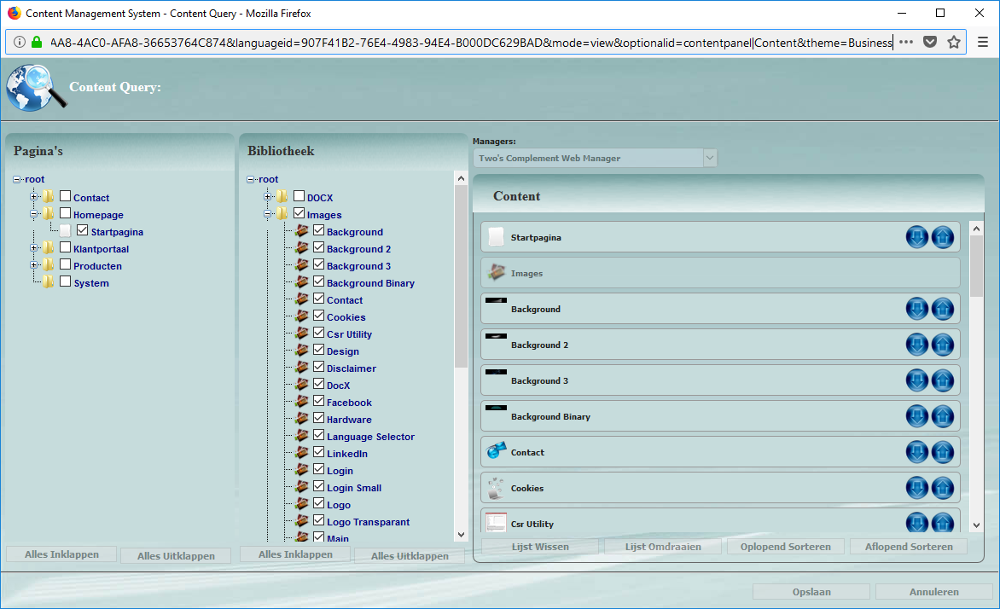 Content Management System - Content Query - Mozilla Firefox
AA8-4AC0-AFA8-36653764C874&languageid=907F41B2-76E4-4983-94E4-B000DC629BAD&mode=view&optionalid=contentpanel|Content&theme=Business
Content Query:
Pagina's
root
Contact
Homepage
Startpagina
Klantportaal
Producten
System
Alles Inklappen
Alles Uitklappen
Bibliotheek
root
DOCX
Images
Background
Background 2
Background 3
Background Binary
Contact
Cookies
Csr Utility
Design
Disclaimer
DocX
Facebook
Hardware
Language Selector
LinkedIn
Login
Login Small
Logo
Logo Transparant
Main
Alles Inklappen
Alles Uitklappen
Managers:
Two's Complement Web Manager
Content
Startpagina
Images
Background
Background 2
Background 3
Background Binary
Contact
Cookies
Csr Utility
Lijst Wissen
Lijst Omdraaien
Oplopend Sorteren
Aflopend Sorteren
Opslaan
Annuleren